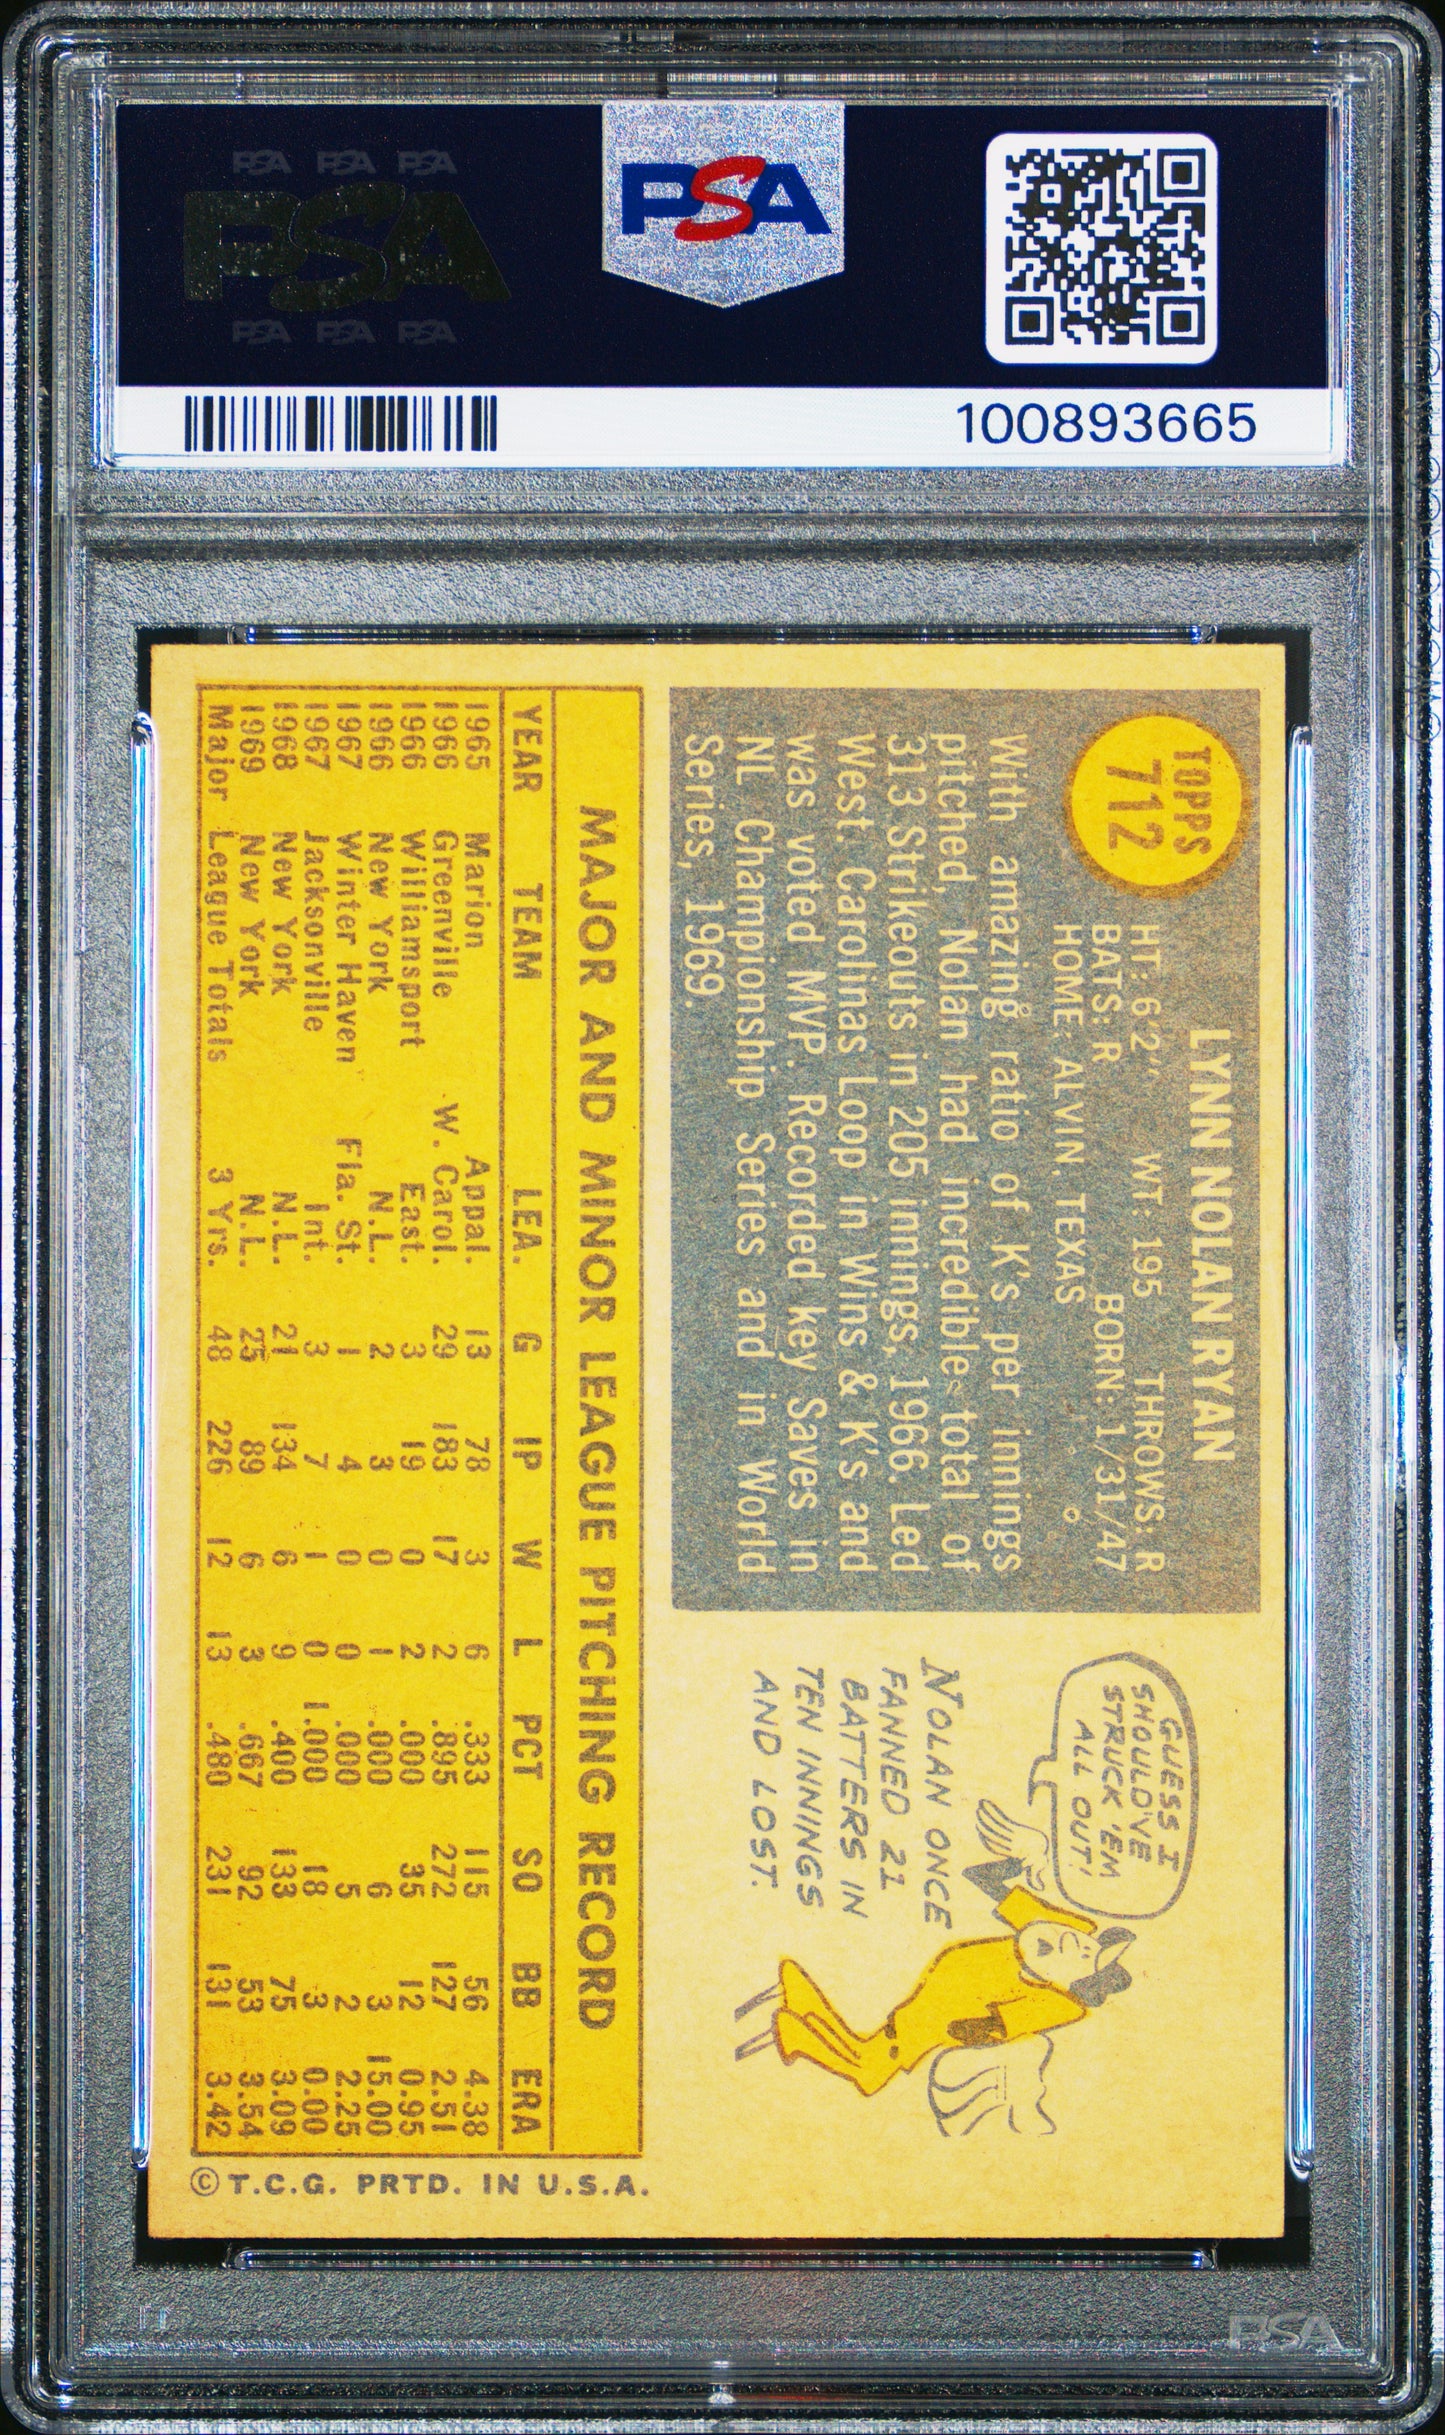 PSA PSA PSA
PSA
PSA PSA PSA
PSA
100893665
TOPPS
712
LYNN NOLAN RYAN
HT: 6'2" WT: 195 THROWS: R
BATS: R BORN: 1/31/47
HOME: ALVIN, TEXAS
With amazing ratio of K's per innings
pitched, Nolan had incredible total of
313 Strikeouts in 205 innings, 1966. Led
West. Carolinas Loop in Wins & K's and
was voted MVP. Recorded key Saves in
NL Championship Series and in World
Series, 1969.
GUESS I
SHOULD'VE
STRUCK 'EM
ALL OUT!
NOLAN ONCE
FANNED 21
BATTERS IN
TEN INNINGS
AND LOST.
MAJOR AND MINOR LEAGUE PITCHING RECORD
YEAR TEAM LEA. G IP W L PCT SO BB ERA
1965 Marion Appal. 13 78 3 6 .333 115 56 4.38
1966 Greenville W. Carol. 29 183 17 2 .895 272 127 2.51
1966 Williamsport East. 3 19 0 2 .000 35 12 0.95
1966 New York N.L. 2 3 0 1 .000 6 3 15.00
1967 Winter Haven Fla. St. 1 4 0 0 .000 5 2 2.25
1967 Jacksonville Int. 3 7 1 0 1.000 18 3 0.00
1968 New York N.L. 21 134 6 9 .400 133 75 3.09
1969 New York N.L. 25 89 6 3 .667 92 53 3.54
Major League Totals 3 Yrs. 48 226 12 13 .480 231 131 3.42
©T.C.G. PRTD. IN U.S.A.
PSA